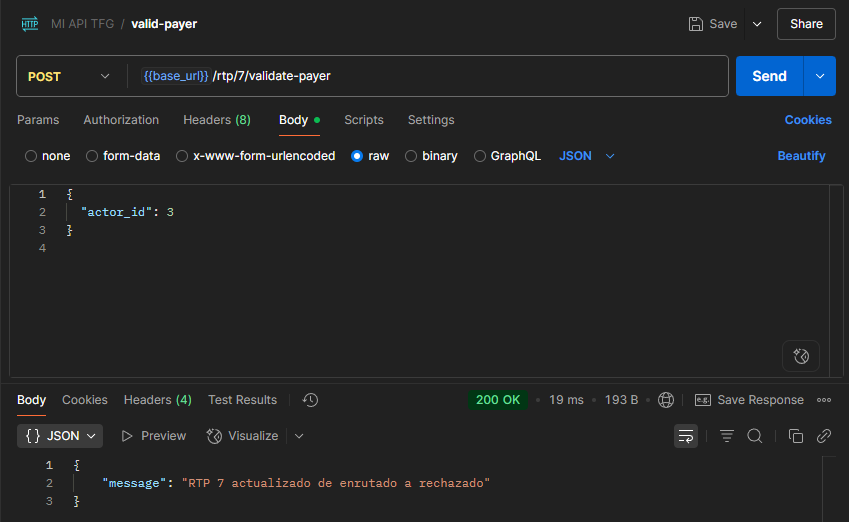 HTTP MI API TFG / valid-payer Save Share
POST {{base_url}} /rtp/7/validate-payer Send
Params Authorization Headers (8) Body Scripts Settings Cookies
none form-data x-www-form-urlencoded raw binary GraphQL JSON Beautify
1 {
2 "actor_id": 3
3 }
4
Body Cookies Headers (4) Test Results 200 OK • 19 ms • 193 B • e.g. Save Response
{} JSON Preview Visualize
1 {
2 "message": "RTP 7 actualizado de enrutado a rechazado"
3 }